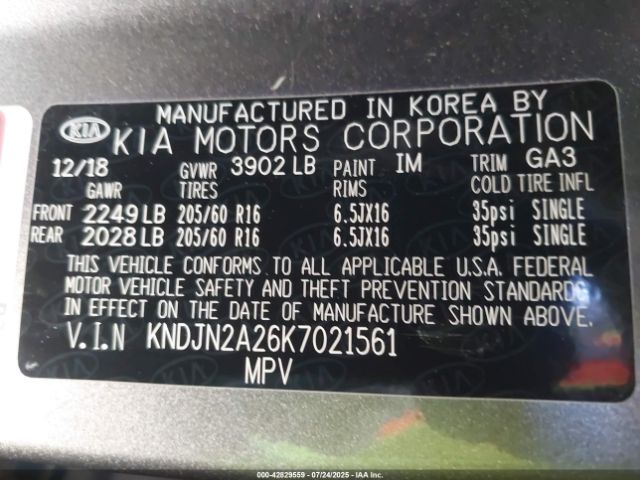 MANUFACTURED IN KOREA BY
KIA KIA MOTORS CORPORATION
12/18 GVWR 3902 LB PAINT IM TRIM GA3
GAWR TIRES RIMS COLD TIRE INFL
FRONT 2249 LB 205/60 R16 6.5JX16 35psi SINGLE
REAR 2028 LB 205/60 R16 6.5JX16 35psi SINGLE
THIS VEHICLE CONFORMS TO ALL APPLICABLE U.S.A. FEDERAL
MOTOR VEHICLE SAFETY AND THEFT PREVENTION STANDARDS
IN EFFECT ON THE DATE OF MANUFACTURE SHOWN ABOVE.
V.I.N KNDJN2A26K7021561
MPV
000-42829559 | 07/24/2025 | IAA Inc.